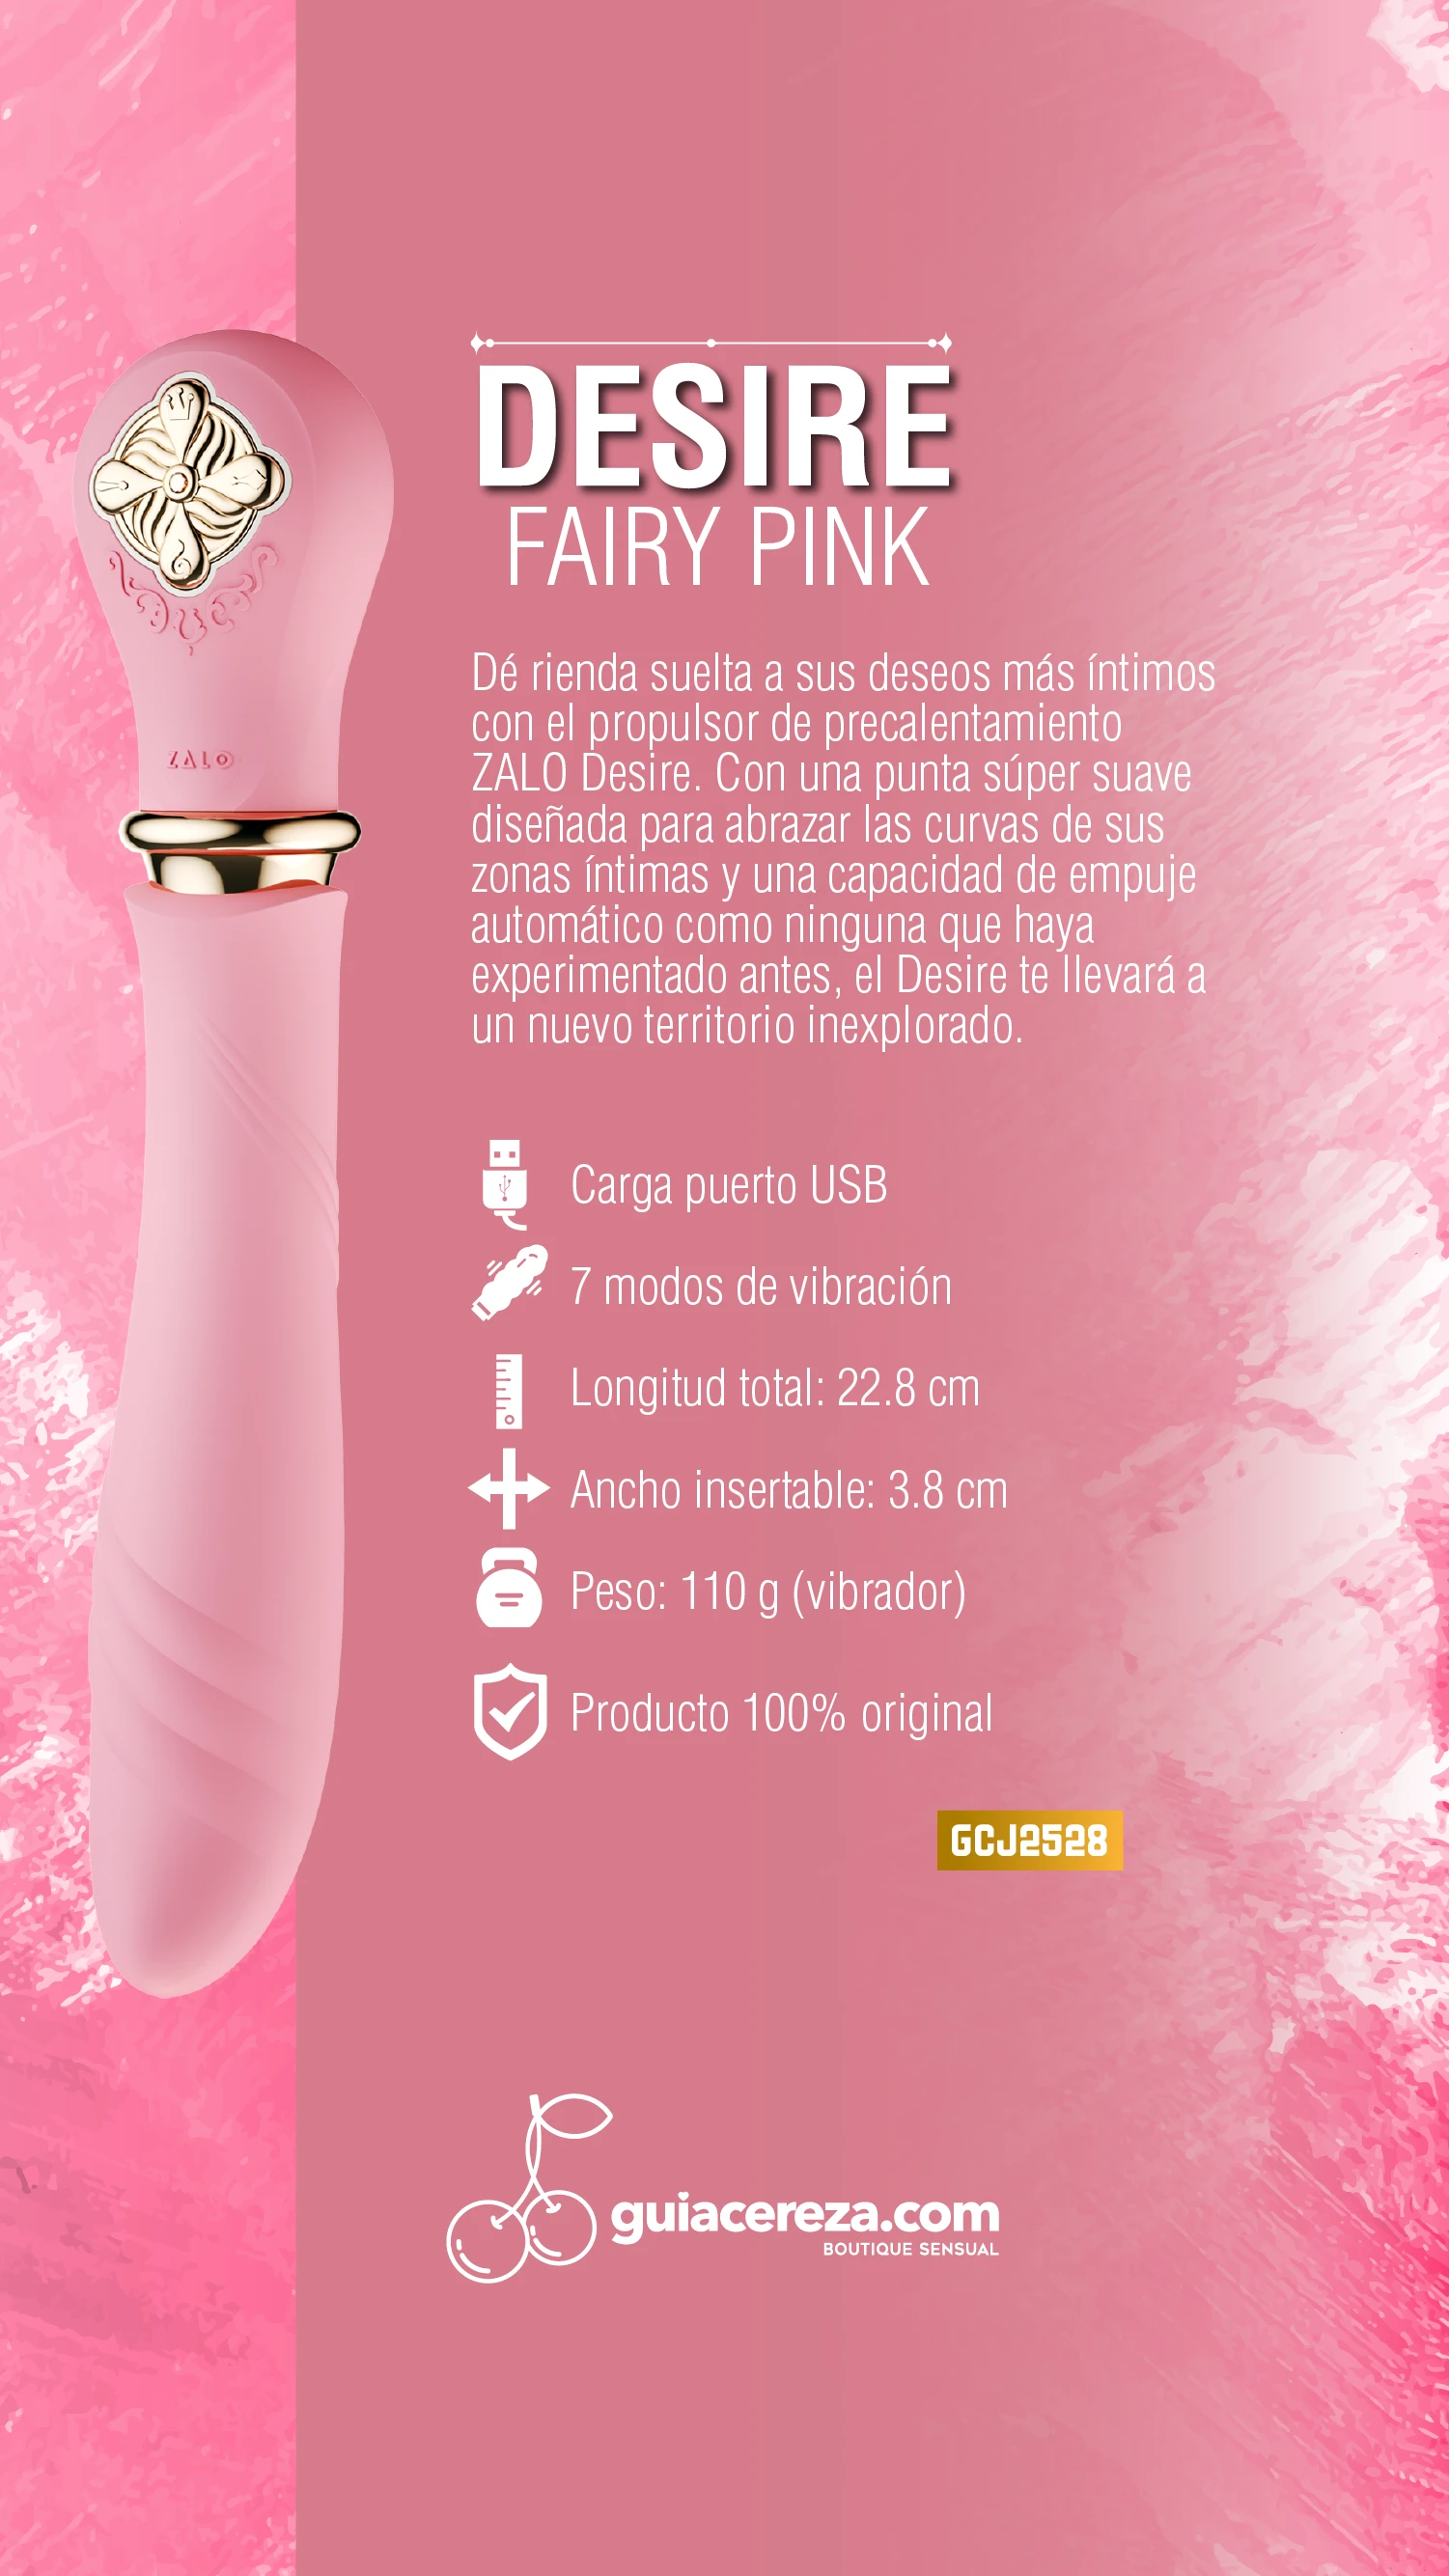 DESIRE
FAIRY PINK
Dé rienda suelta a sus deseos más íntimos
con el propulsor de precalentamiento
ZALO Desire. Con una punta súper suave
diseñada para abrazar las curvas de sus
zonas íntimas y una capacidad de empuje
automático como ninguna que haya
experimentado antes, el Desire te llevará a
un nuevo territorio inexplorado.
ZALO
Carga puerto USB
7 modos de vibración
Longitud total: 22.8 cm
Ancho insertable: 3.8 cm
Peso: 110 g (vibrador)
Producto 100% original
GCJ2528
guiacereza.com
BOUTIQUE SENSUAL